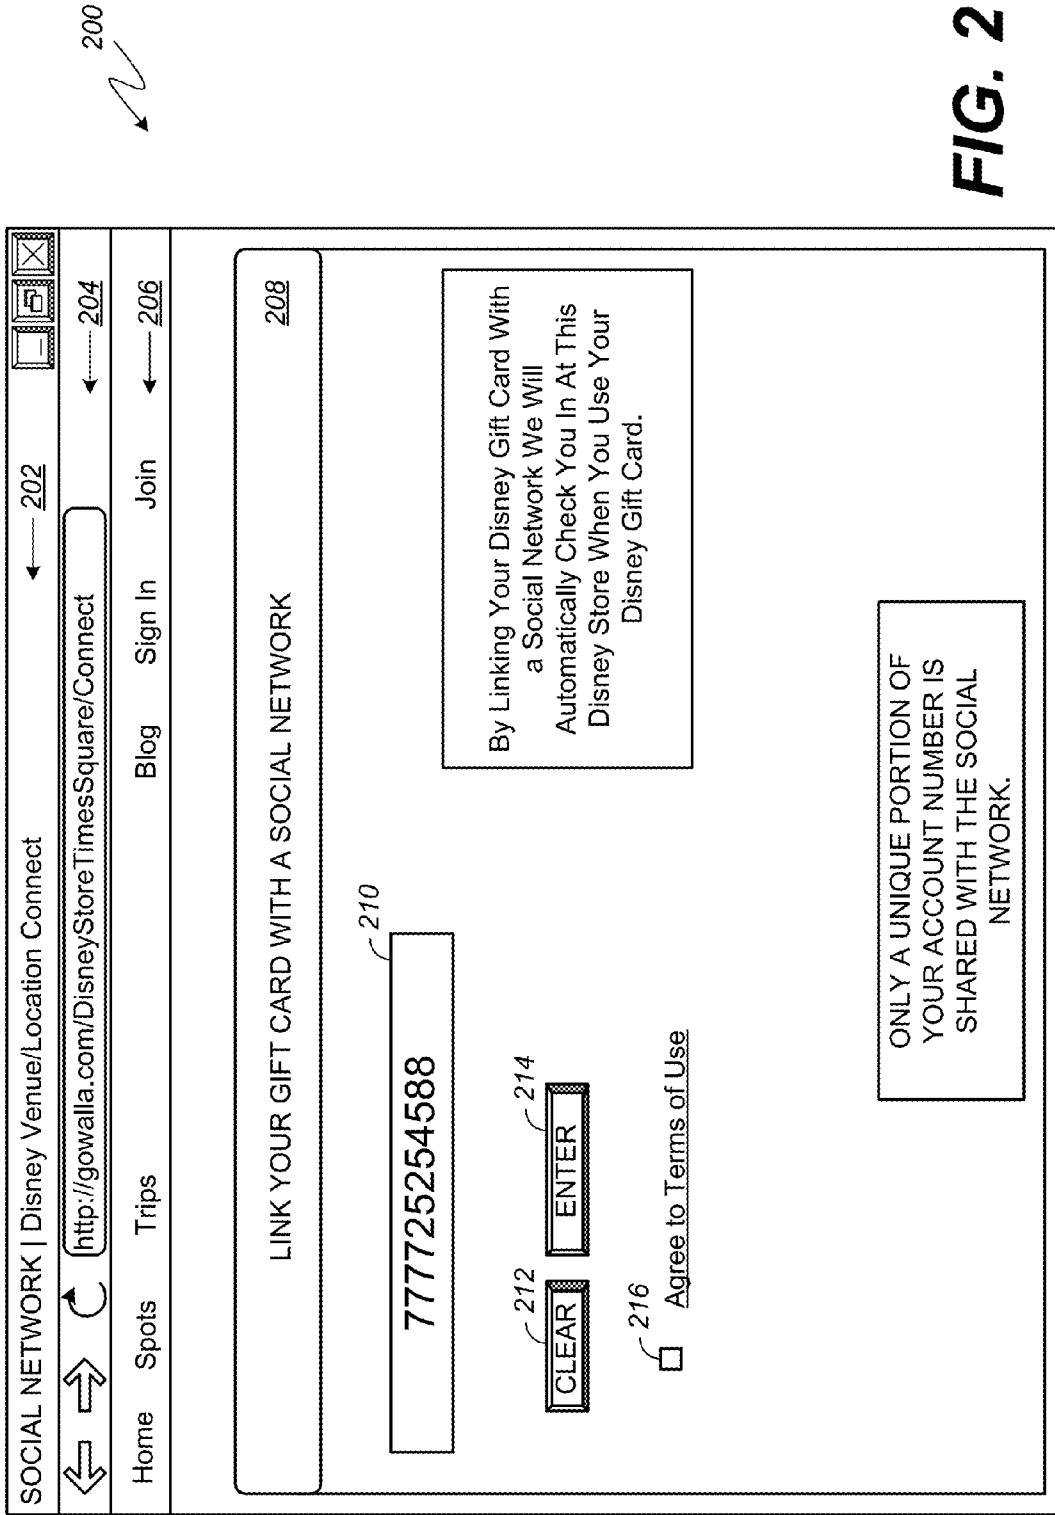 200
SOCIAL NETWORK | Disney Venue/Location Connect
202
http://gowalla.com/DisneyStoreTimesSquare/Connect
204
Home Spots Trips Blog Sign In Join
206
LINK YOUR GIFT CARD WITH A SOCIAL NETWORK
208
210
77772525254588
By Linking Your Disney Gift Card With
a Social Network We Will
Automatically Check You In At This
Disney Store When You Use Your
Disney Gift Card.
212
CLEAR
214
ENTER
216
Agree to Terms of Use
ONLY A UNIQUE PORTION OF
YOUR ACCOUNT NUMBER IS
SHARED WITH THE SOCIAL
NETWORK.
FIG. 2